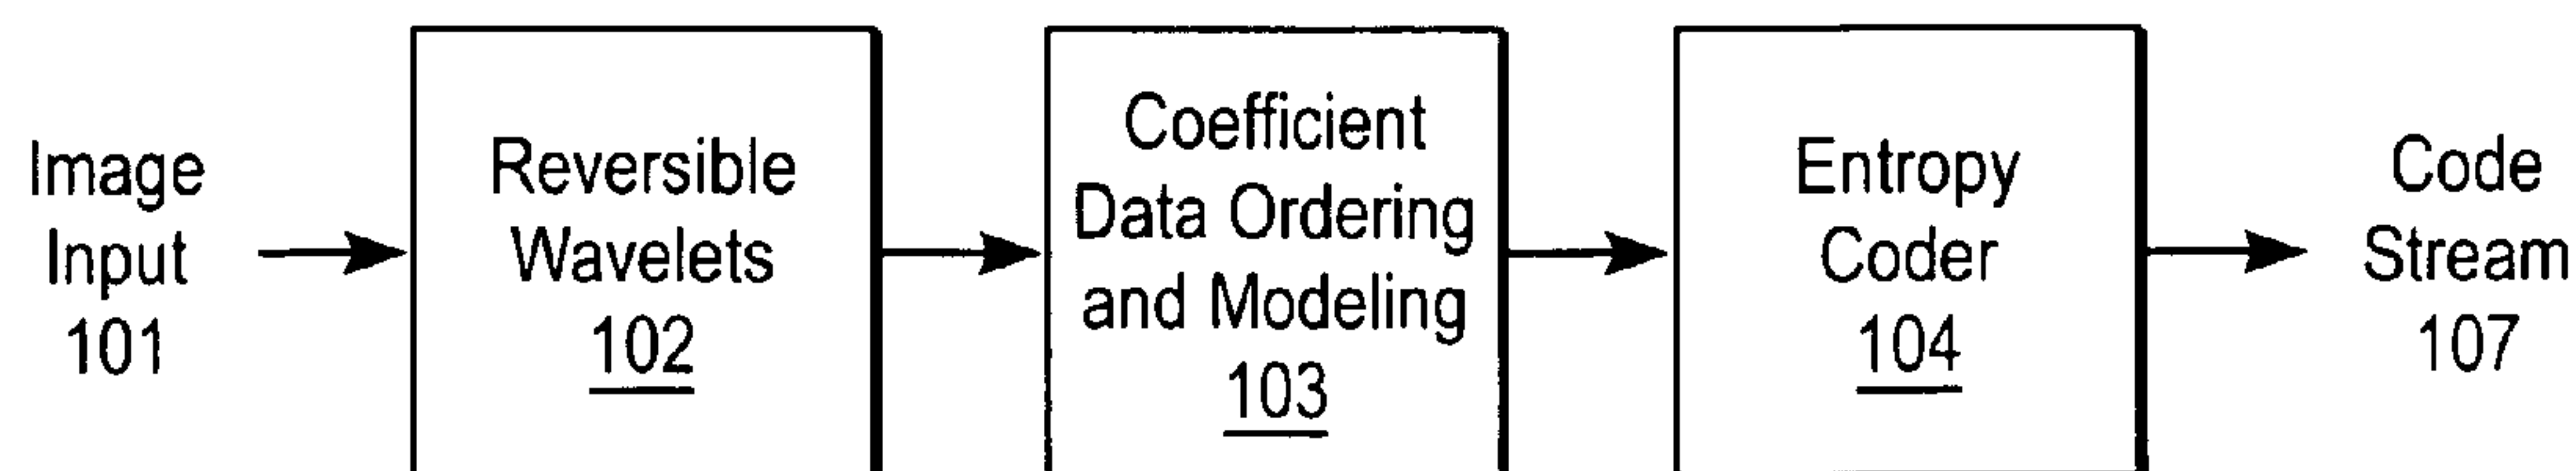 Image
Input
101
Reversible
Wavelets
102
Coefficient
Data Ordering
and Modeling
103
Entropy
Coder
104
Code
Stream
107